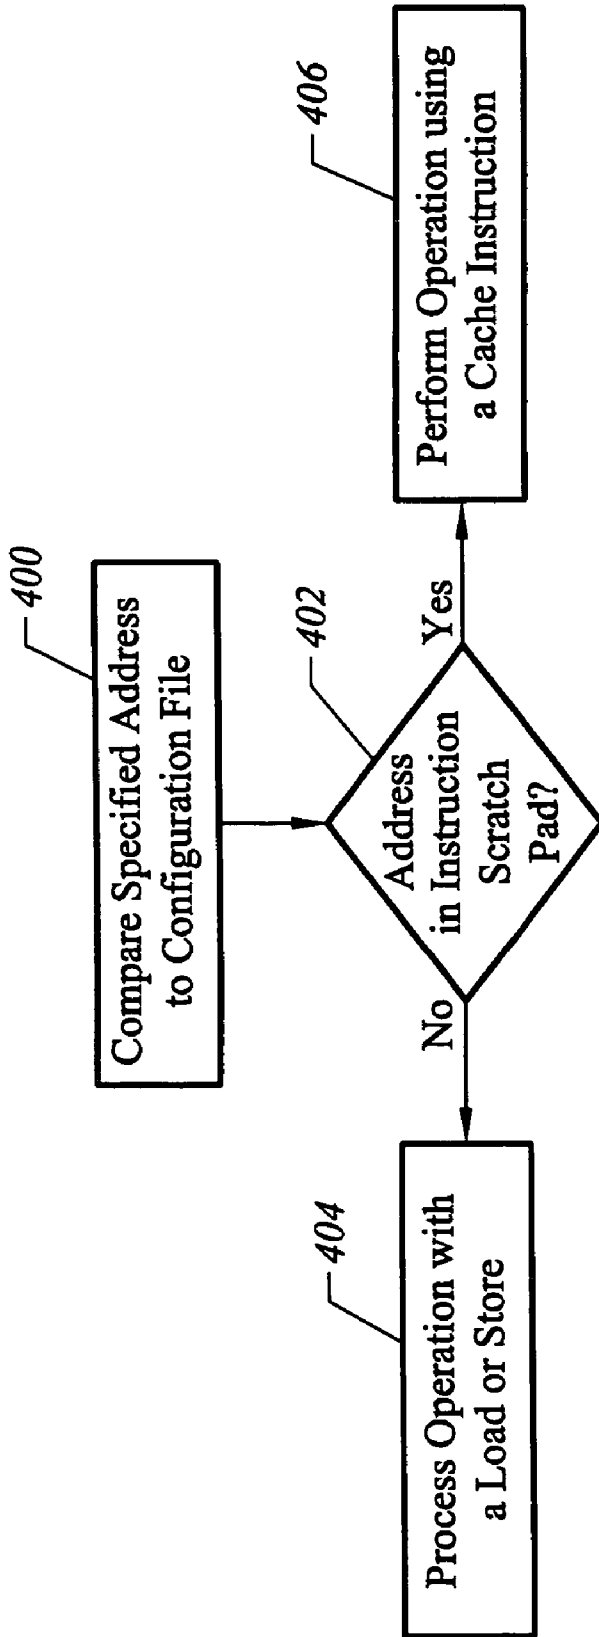 400
Compare Specified Address
to Configuration File
402
Address
in Instruction
Scratch
Pad?
No
Yes
404
Process Operation with
a Load or Store
406
Perform Operation using
a Cache Instruction